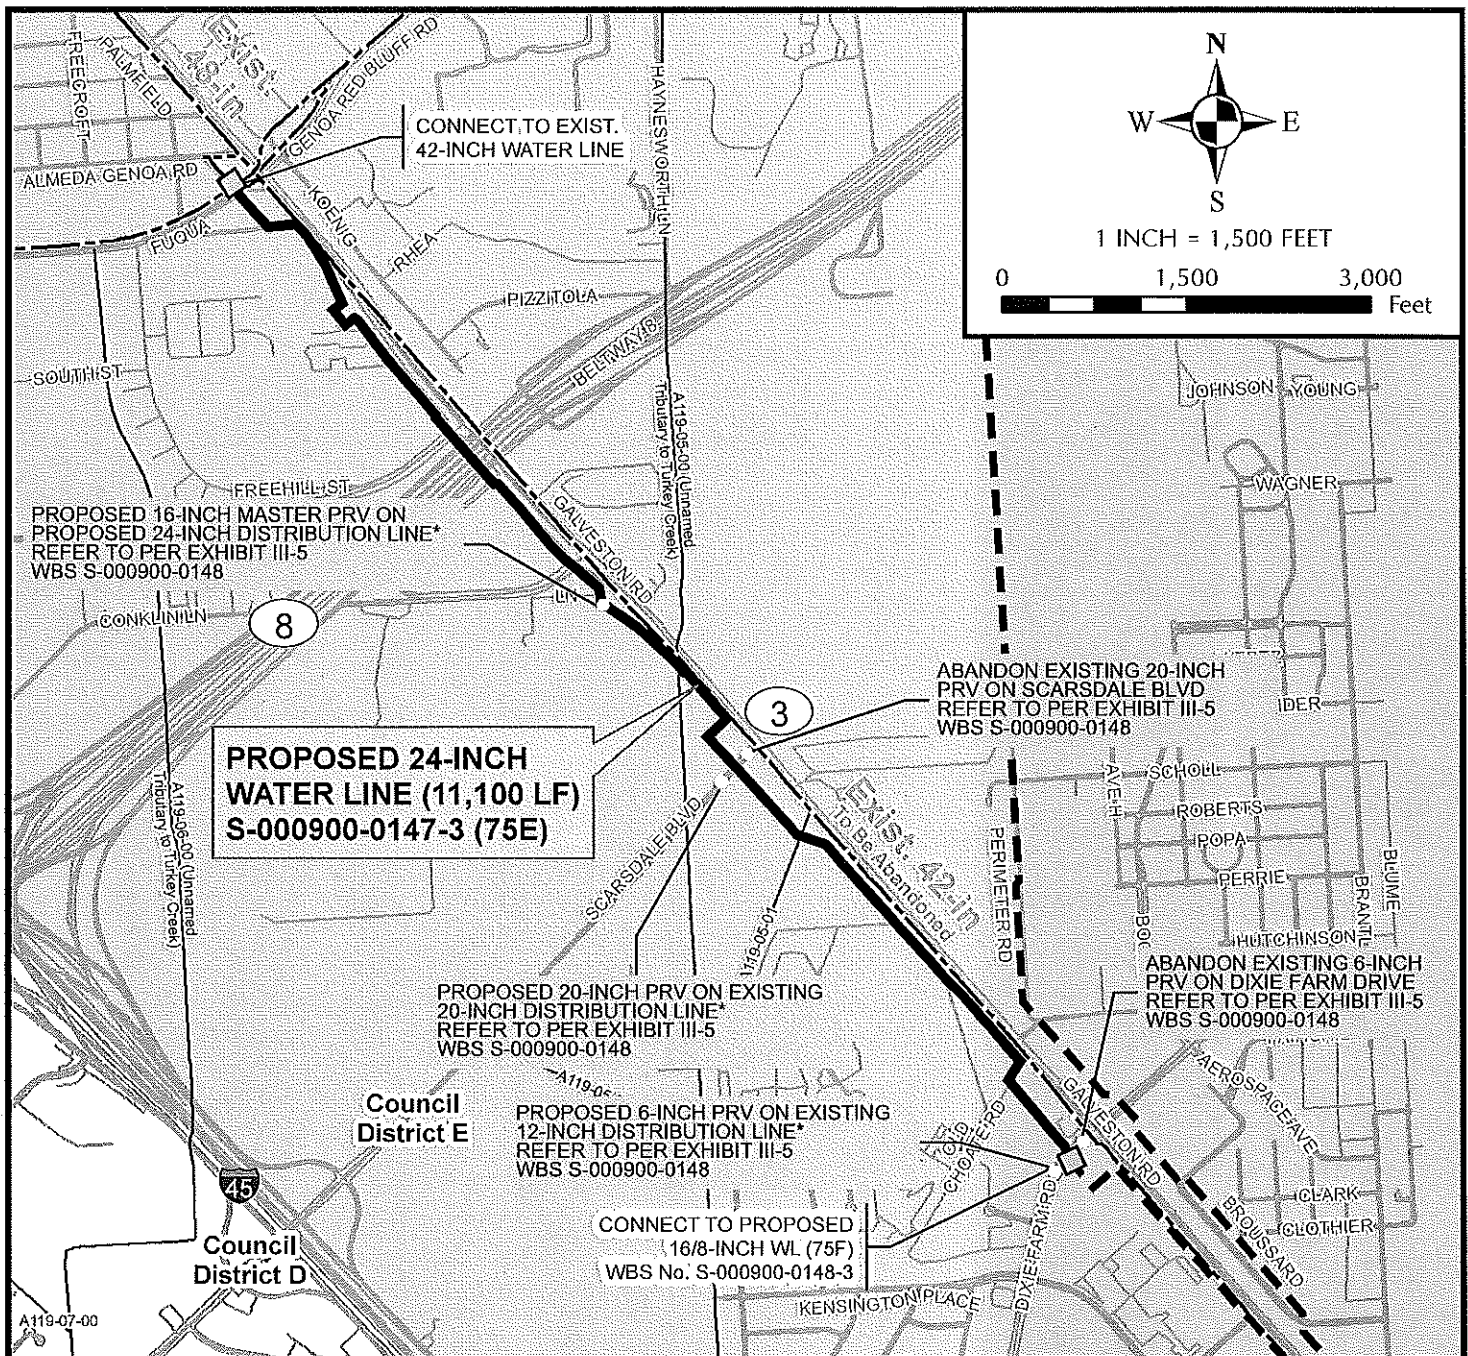 FREECROFT
PALMFIELD
Exist.
48-in
GENOA RED BLUFF RD
HAYNESWORTH LN
CONNECT TO EXIST.
42-INCH WATER LINE
ALMEDA GENOA RD
FUQUA
KOENIG
RHEA
PIZZITOLA
BELTWAY 8
SOUTH ST
N
W
E
S
1 INCH = 1,500 FEET
0 1,500 3,000
Feet
JOHNSON
YOUNG
WAGNER
A119-05-00 (Unnamed
Tributary to Turkey Creek)
FREEHILL ST
PROPOSED 16-INCH MASTER PRV ON
PROPOSED 24-INCH DISTRIBUTION LINE*
REFER TO PER EXHIBIT III-5
WBS S-000900-0148
GALVESTON RD
CONKLIN LN
LN
8
3
ABANDON EXISTING 20-INCH
PRV ON SCARSDALE BLVD
REFER TO PER EXHIBIT III-5
WBS S-000900-0148
IDER
PROPOSED 24-INCH
WATER LINE (11,100 LF)
S-000900-0147-3 (75E)
A119-06-00 (Unnamed
Tributary to Turkey Creek)
SCARSDALE BLVD
Exist. 42-in
To Be Abandoned
AVE H
SCHOLL
ROBERTS
POPA
PERRIE
PERIMETER RD
BLUME
BRANTL
HUTCHINSON
A119-05-01
ABANDON EXISTING 6-INCH
PRV ON DIXIE FARM DRIVE
REFER TO PER EXHIBIT III-5
WBS S-000900-0148
PROPOSED 20-INCH PRV ON EXISTING
20-INCH DISTRIBUTION LINE*
REFER TO PER EXHIBIT III-5
WBS S-000900-0148
A119-05
Council
District E
PROPOSED 6-INCH PRV ON EXISTING
12-INCH DISTRIBUTION LINE*
REFER TO PER EXHIBIT III-5
WBS S-000900-0148
CHOATE RD
GALVESTON RD
AEROSPACE AVE
CLARK
CLOTHIER
BROUSSARD
45
Council
District D
CONNECT TO PROPOSED
16/8-INCH WL (75F)
WBS No. S-000900-0148-3
DIXIE FARM RD
KENSINGTON PLACE
A119-07-00